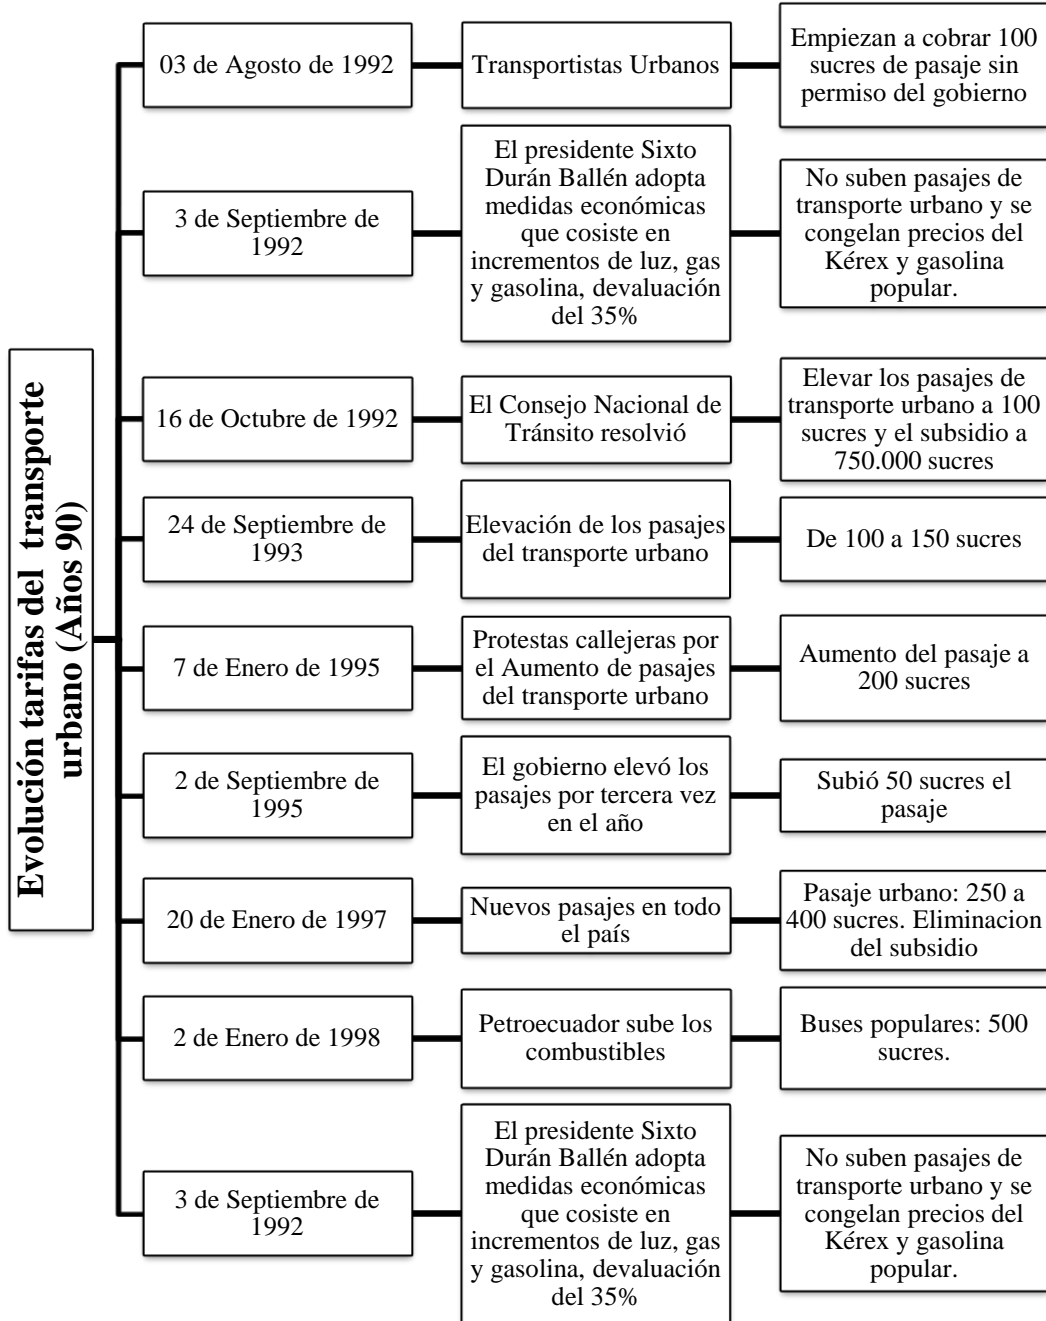 Evolución tarifas del transporte
urbano (Años 90)
03 de Agosto de 1992
Transportistas Urbanos
Empiezan a cobrar 100
sucres de pasaje sin
permiso del gobierno
3 de Septiembre de
1992
El presidente Sixto
Durán Ballén adopta
medidas económicas
que cosiste en
incrementos de luz, gas
y gasolina, devaluación
del 35%
No suben pasajes de
transporte urbano y se
congelan precios del
Kérex y gasolina
popular.
16 de Octubre de 1992
El Consejo Nacional de
Tránsito resolvió
Elevar los pasajes de
transporte urbano a 100
sucres y el subsidio a
750.000 sucres
24 de Septiembre de
1993
Elevación de los pasajes
del transporte urbano
De 100 a 150 sucres
7 de Enero de 1995
Protestas callejeras por
el Aumento de pasajes
del transporte urbano
Aumento del pasaje a
200 sucres
2 de Septiembre de
1995
El gobierno elevó los
pasajes por tercera vez
en el año
Subió 50 sucres el
pasaje
20 de Enero de 1997
Nuevos pasajes en todo
el país
Pasaje urbano: 250 a
400 sucres. Eliminacion
del subsidio
2 de Enero de 1998
Petroecuador sube los
combustibles
Buses populares: 500
sucres.
3 de Septiembre de
1992
El presidente Sixto
Durán Ballén adopta
medidas económicas
que cosiste en
incrementos de luz, gas
y gasolina, devaluación
del 35%
No suben pasajes de
transporte urbano y se
congelan precios del
Kérex y gasolina
popular.